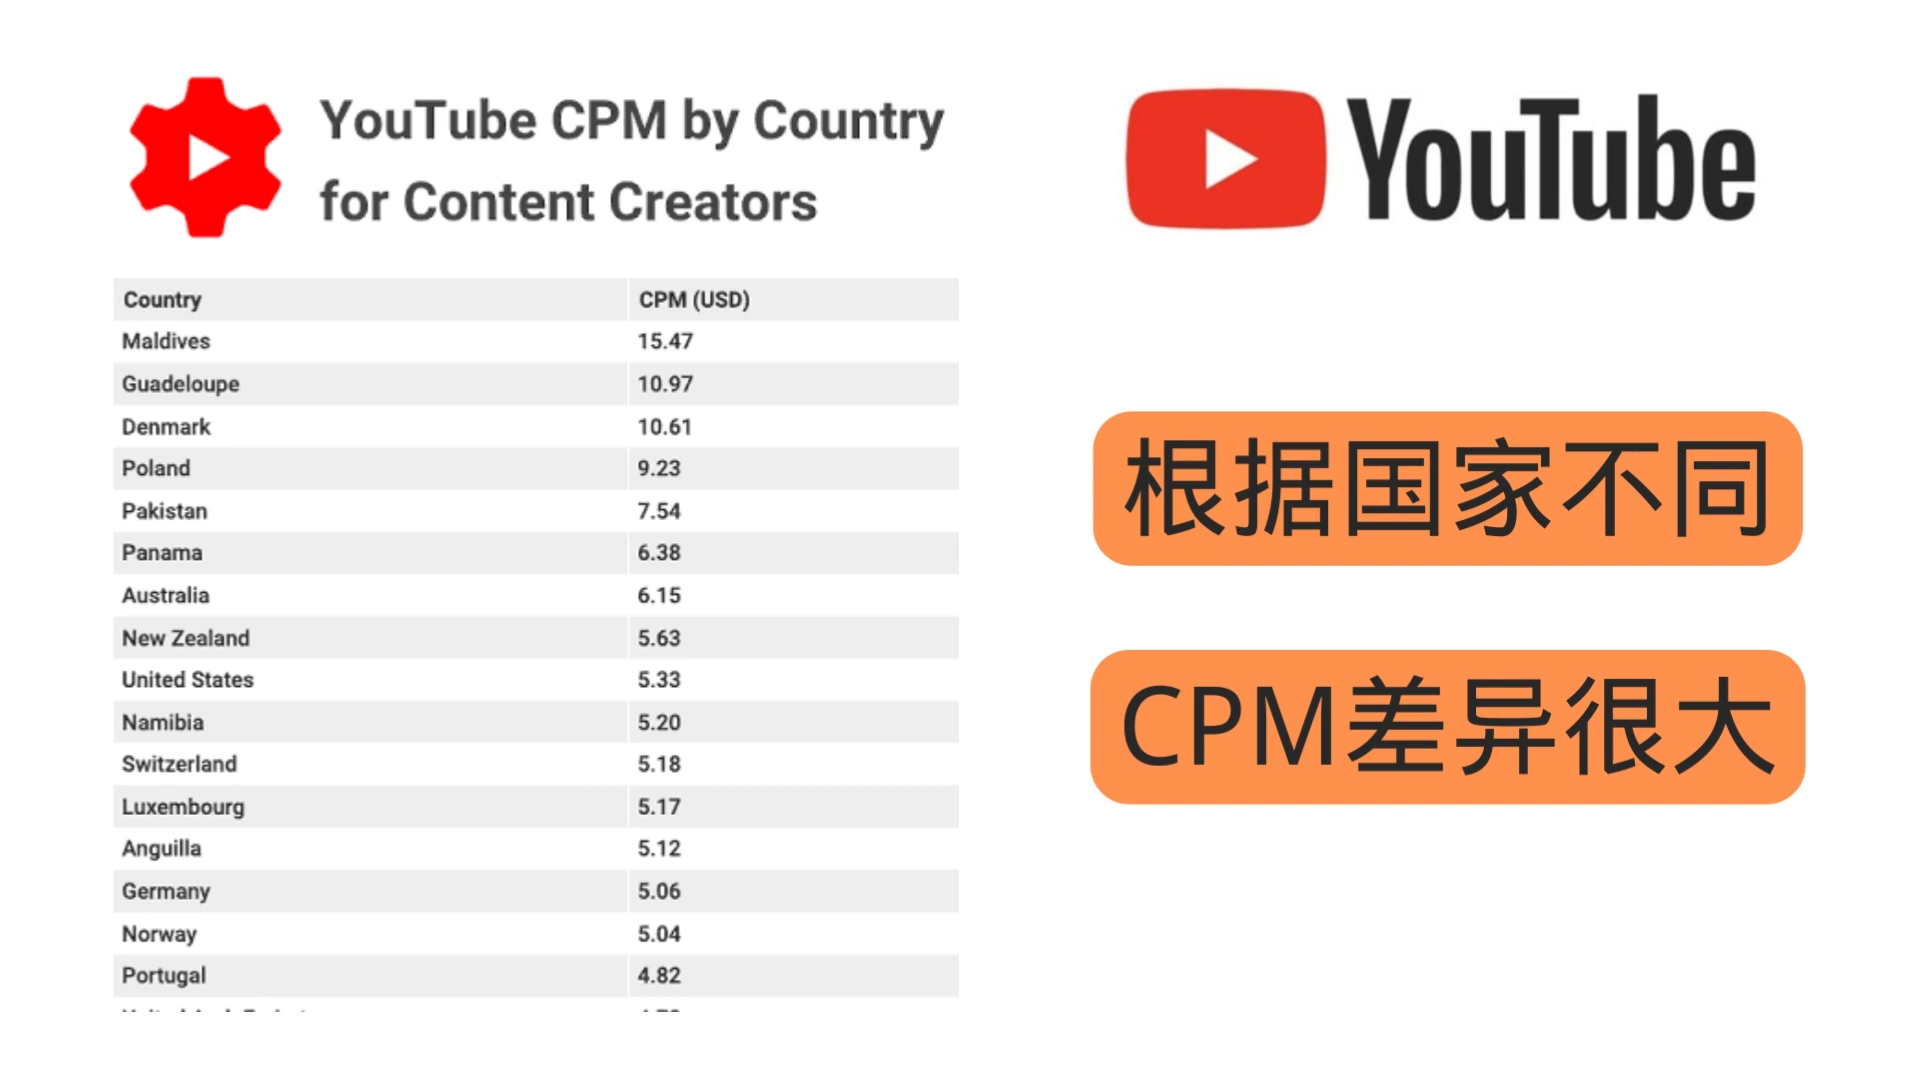 YouTube CPM by Country
for Content Creators
Country CPM (USD)
Maldives 15.47
Guadeloupe 10.97
Denmark 10.61
Poland 9.23
Pakistan 7.54
Panama 6.38
Australia 6.15
New Zealand 5.63
United States 5.33
Namibia 5.20
Switzerland 5.18
Luxembourg 5.17
Anguilla 5.12
Germany 5.06
Norway 5.04
Portugal 4.82
YouTube
根据国家不同
CPM差异很大